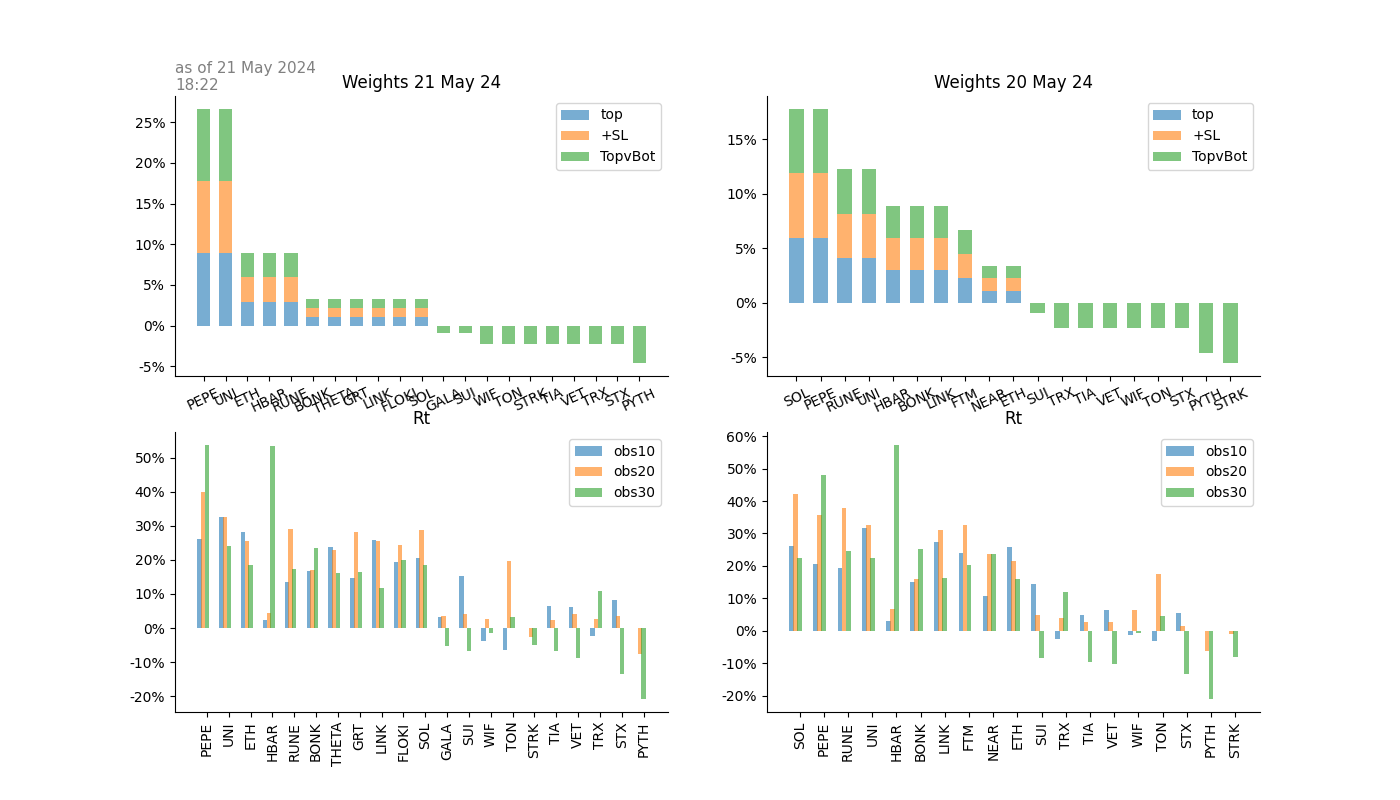 as of 21 May 2024
18:22
Weights 21 May 24
25%
20%
15%
10%
5%
0%
-5%
top
+SL
TopvBot
PEPE UNI ETH HBAR RUNE BONK THETA GRT LINK FLOKI SOL GALA SUI WIF TON STRK TIA VET TRX STX PYTH
Weights 20 May 24
15%
10%
5%
0%
-5%
top
+SL
TopvBot
SOL PEPE RUNE UNI HBAR BONK LINK FTM NEAR ETH SUI TRX TIA VET WIF TON STX PYTH STRK
Rt
50%
40%
30%
20%
10%
0%
-10%
-20%
obs10
obs20
obs30
PEPE UNI ETH HBAR RUNE BONK THETA GRT LINK FLOKI SOL GALA SUI WIF TON STRK TIA VET TRX STX PYTH
Rt
60%
50%
40%
30%
20%
10%
0%
-10%
-20%
obs10
obs20
obs30
SOL PEPE RUNE UNI HBAR BONK LINK FTM NEAR ETH SUI TRX TIA VET WIF TON STX PYTH STRK